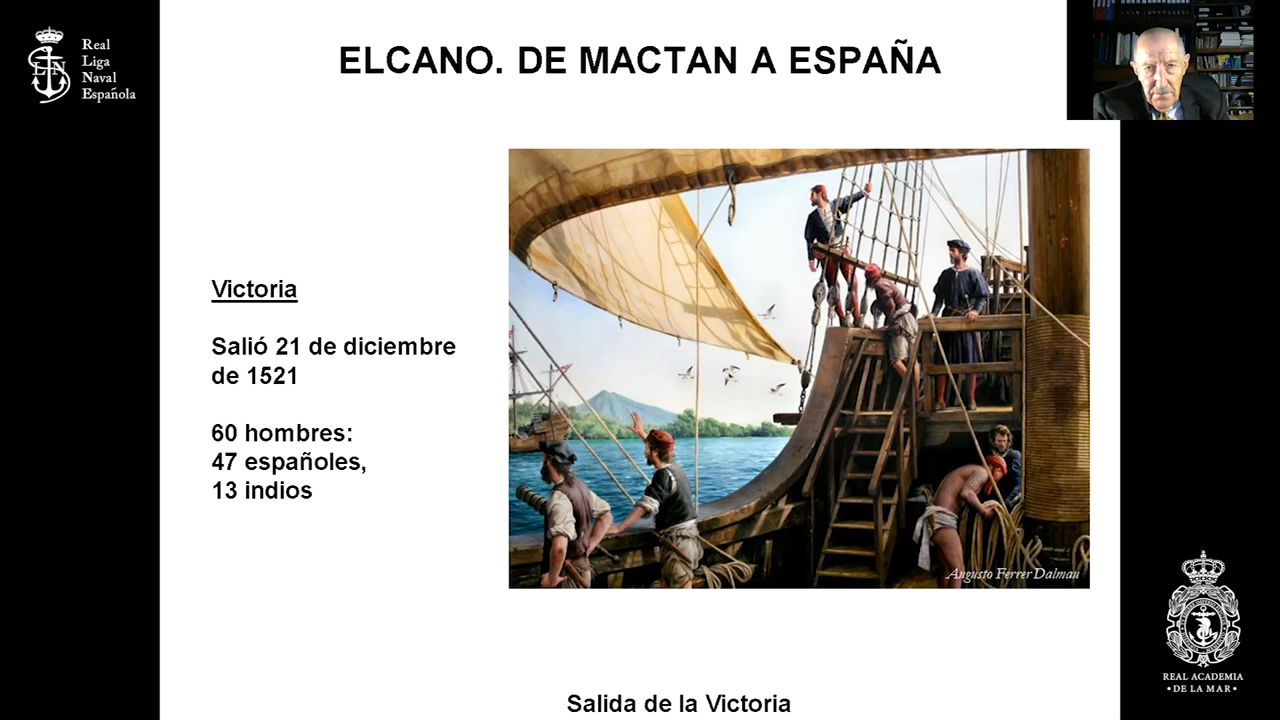 Real
Liga
Naval
Española
ELCANO. DE MACTAN A ESPAÑA
Victoria
Salió 21 de diciembre
de 1521
60 hombres:
47 españoles,
13 indios
Augusto Ferrer Dalmau
Salida de la Victoria
REAL ACADEMIA
• DE LA MAR •